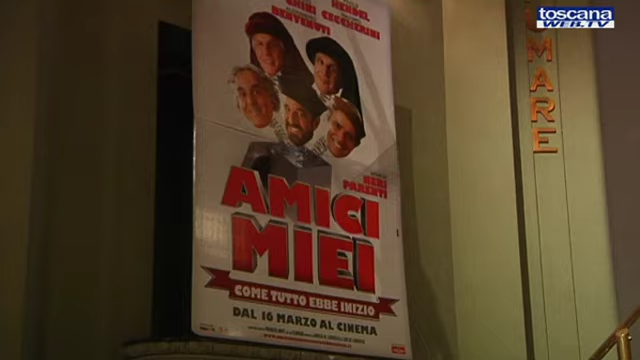 toscana
WEB.TV
HENDEL
GHINI CECCHERINI
BENVENUTI
MARE
NERI
PARENTI
AMICI
MIEI
COME TUTTO EBBE INIZIO
DAL 16 MARZO AL CINEMA